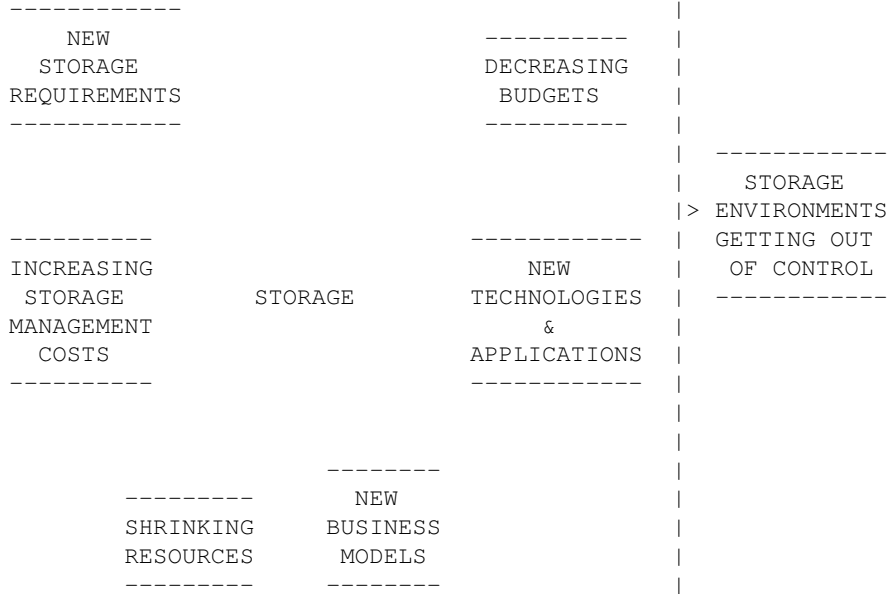 NEW
STORAGE
REQUIREMENTS
DECREASING
BUDGETS
STORAGE
ENVIRONMENTS
GETTING OUT
OF CONTROL
INCREASING
STORAGE
MANAGEMENT
COSTS
STORAGE
NEW
TECHNOLOGIES
&
APPLICATIONS
SHRINKING
RESOURCES
NEW
BUSINESS
MODELS